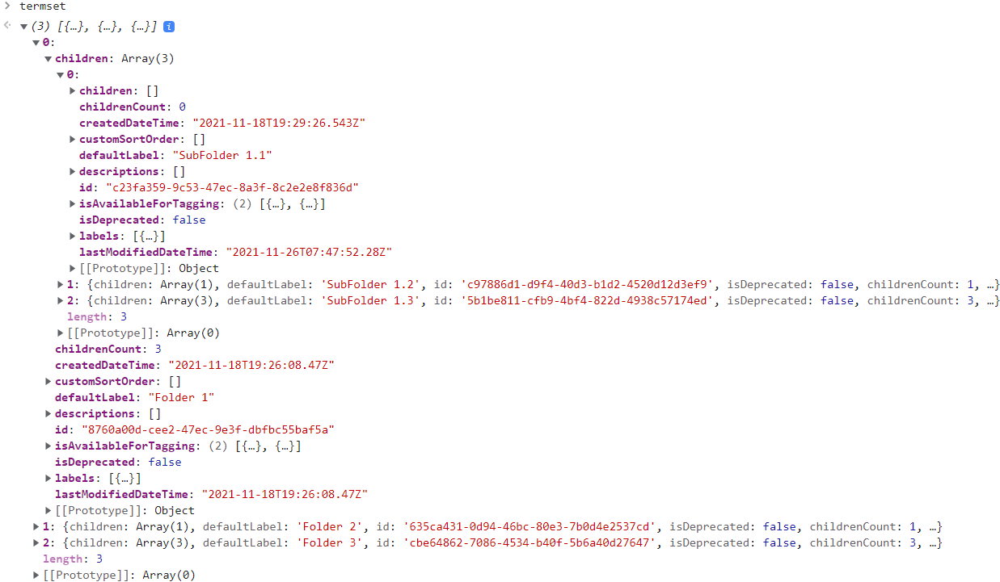 > termset
(3) [{…}, {…}, {…}] i
0:
children: Array(3)
0:
children: []
childrenCount: 0
createdDateTime: "2021-11-18T19:29:26.543Z"
customSortOrder: []
defaultLabel: "SubFolder 1.1"
descriptions: []
id: "c23fa359-9c53-47ec-8a3f-8c2e2e8f836d"
isAvailableForTagging: (2) [{…}, {…}]
isDeprecated: false
labels: [{…}]
lastModifiedDateTime: "2021-11-26T07:47:52.28Z"
[[Prototype]]: Object
1: {children: Array(1), defaultLabel: 'SubFolder 1.2', id: 'c97886d1-d9f4-40d3-b1d2-4520d12d3ef9', isDeprecated: false, childrenCount: 1, …}
2: {children: Array(3), defaultLabel: 'SubFolder 1.3', id: '5b1be811-cfb9-4bf4-822d-4938c57174ed', isDeprecated: false, childrenCount: 3, …}
length: 3
[[Prototype]]: Array(0)
childrenCount: 3
createdDateTime: "2021-11-18T19:26:08.47Z"
customSortOrder: []
defaultLabel: "Folder 1"
descriptions: []
id: "8760a00d-cee2-47ec-9e3f-dbfbc55baf5a"
isAvailableForTagging: (2) [{…}, {…}]
isDeprecated: false
labels: [{…}]
lastModifiedDateTime: "2021-11-18T19:26:08.47Z"
[[Prototype]]: Object
1: {children: Array(1), defaultLabel: 'Folder 2', id: '635ca431-0d94-46bc-80e3-7b0d4e2537cd', isDeprecated: false, childrenCount: 1, …}
2: {children: Array(3), defaultLabel: 'Folder 3', id: 'cbe64862-7086-4534-b40f-5b6a40d27647', isDeprecated: false, childrenCount: 3, …}
length: 3
[[Prototype]]: Array(0)